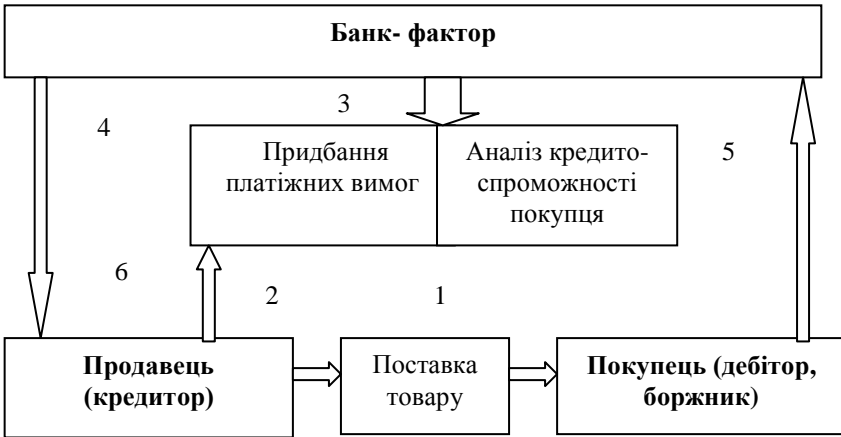 Банк- фактор
3
4
Придбання
платіжних вимог
Аналіз кредито-
спроможності
покупця
5
6
2
1
Продавець
(кредитор)
Поставка
товару
Покупець (дебітор,
боржник)